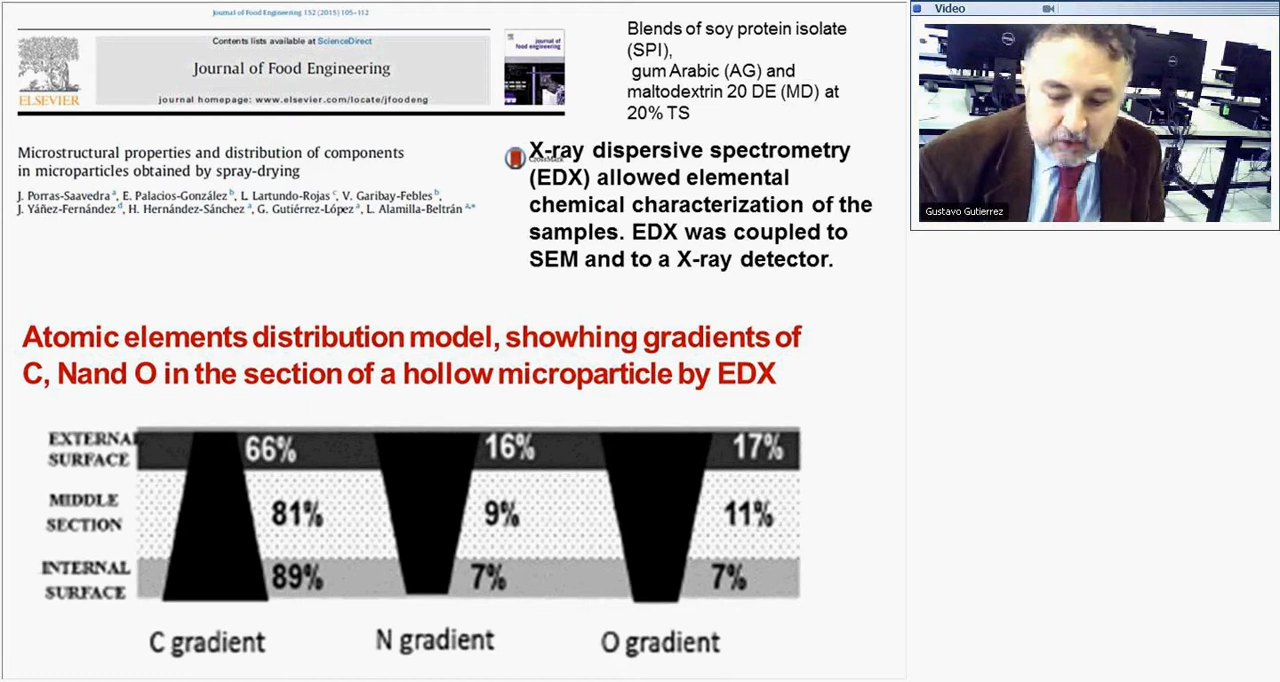 Journal of Food Engineering 152 (2015) 105–112
Contents lists available at ScienceDirect
Journal of Food Engineering
journal homepage: www.elsevier.com/locate/jfoodeng
ELSEVIER
journal of
food engineering
Blends of soy protein isolate
(SPI),
gum Arabic (AG) and
maltodextrin 20 DE (MD) at
20% TS
Microstructural properties and distribution of components
in microparticles obtained by spray-drying
J. Porras-Saavedra a, E. Palacios-González b, L. Lartundo-Rojas c, V. Garibay-Febles b,
J. Yáñez-Fernández d, H. Hernández-Sánchez a, G. Gutiérrez-López a, L. Alamilla-Beltrán a,*
CrossMark
X-ray dispersive spectrometry
(EDX) allowed elemental
chemical characterization of the
samples. EDX was coupled to
SEM and to a X-ray detector.
Atomic elements distribution model, showhing gradients of
C, Nand O in the section of a hollow microparticle by EDX
EXTERNAL
SURFACE
66% 16% 17%
MIDDLE
SECTION
81% 9% 11%
INTERNAL
SURFACE
89% 7% 7%
C gradient N gradient O gradient
Video
Gustavo Gutierrez